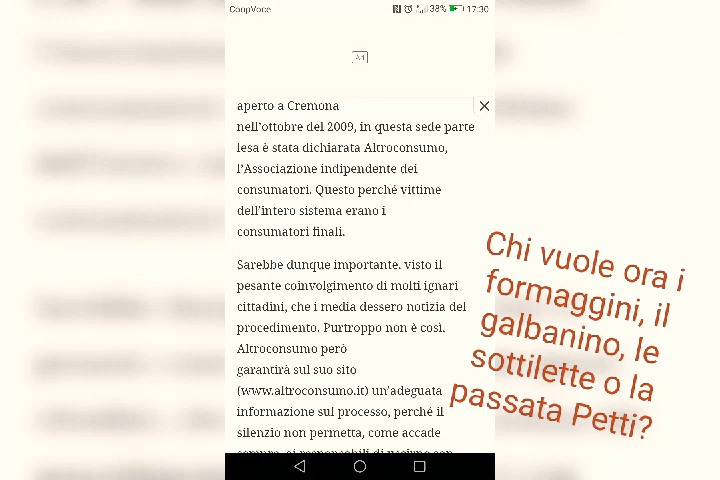 CoopVoce
38%
17:30
Ad
aperto a Cremona
nell'ottobre del 2009, in questa sede parte
lesa è stata dichiarata Altroconsumo,
l'Associazione indipendente dei
consumatori. Questo perché vittime
dell'intero sistema erano i
consumatori finali.
Sarebbe dunque importante, visto il
pesante coinvolgimento di molti ignari
cittadini, che i media dessero notizia del
procedimento. Purtroppo non è così,
Altroconsumo però
garantirà sul suo sito
(www.altroconsumo.it) un'adeguata
informazione sul processo, perché il
silenzio non permetta, come accade
Chi vuole ora i
formaggini, il
galbanino, le
sottilette o la
passata Petti?